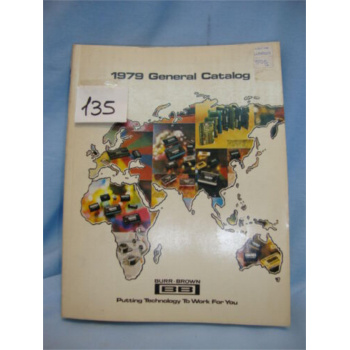 1979 General Catalog
135
BURR-BROWN
BB
Putting Technology To Work For You